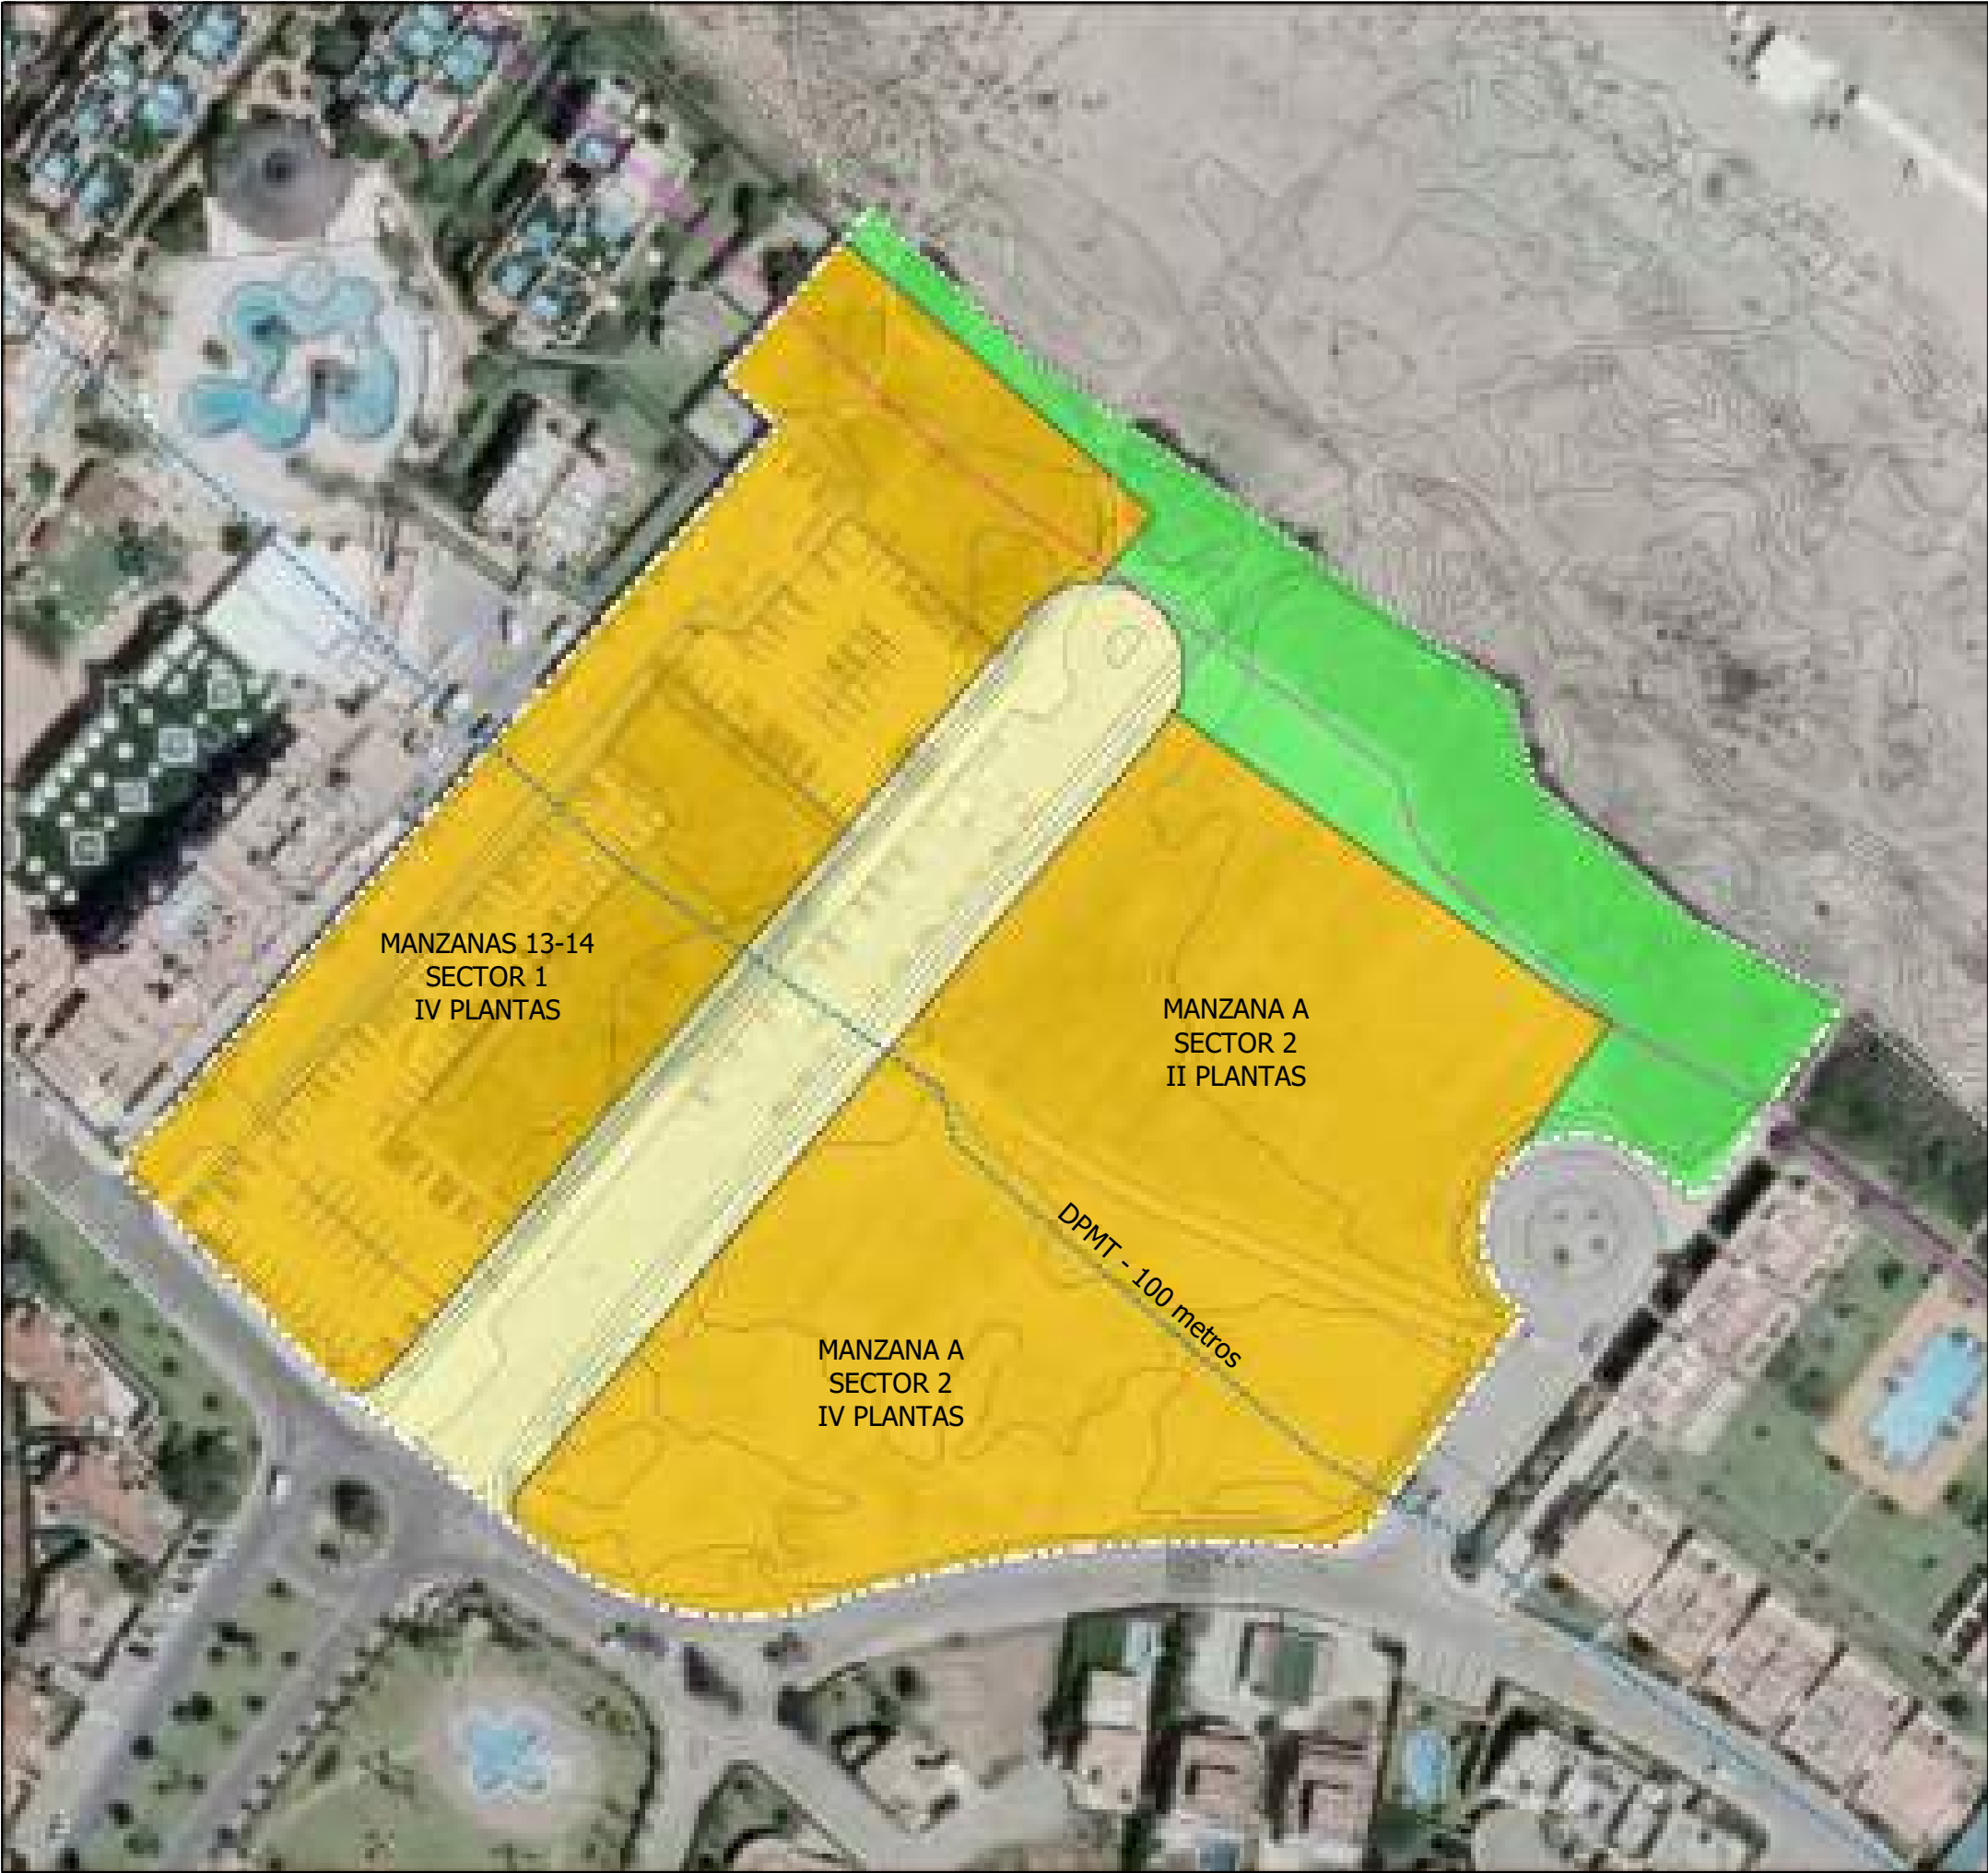 MANZANAS 13-14
SECTOR 1
IV PLANTAS
MANZANA A
SECTOR 2
II PLANTAS
DPMT - 100 metros
MANZANA A
SECTOR 2
IV PLANTAS